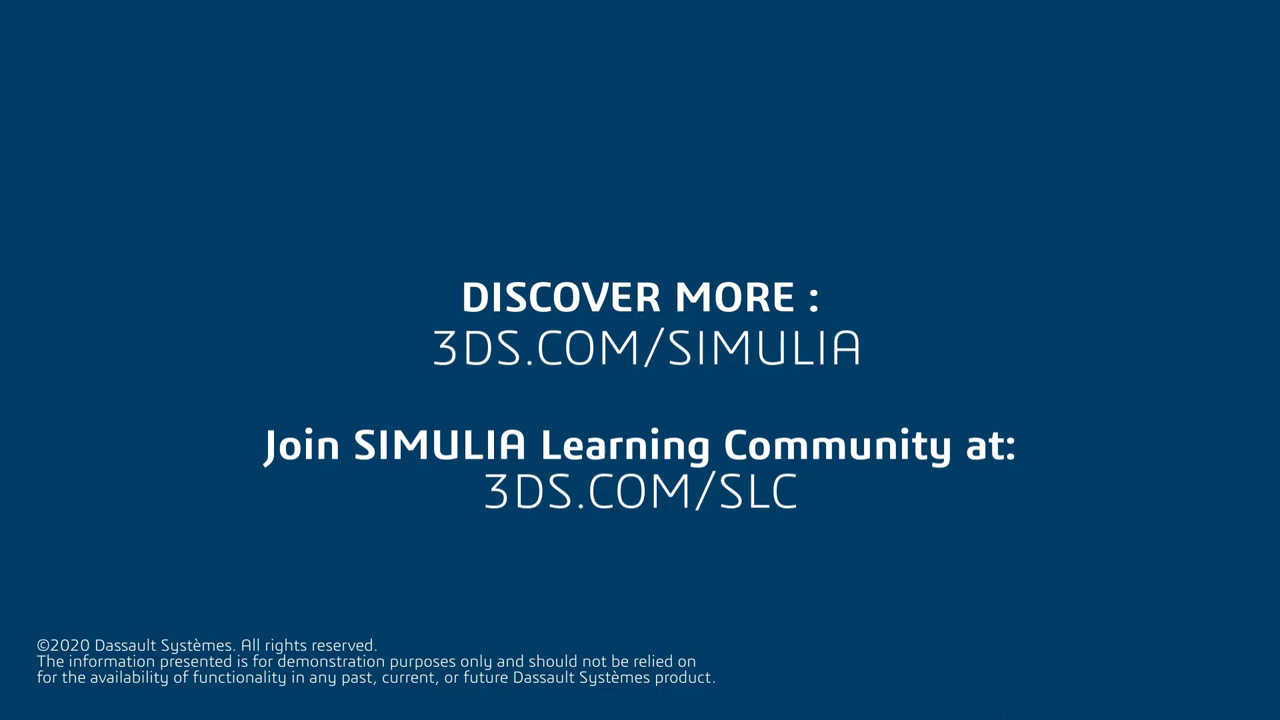 DISCOVER MORE :
3DS.COM/SIMULIA
Join SIMULIA Learning Community at:
3DS.COM/SLC
©2020 Dassault Systèmes. All rights reserved.
The information presented is for demonstration purposes only and should not be relied on
for the availability of functionality in any past, current, or future Dassault Systèmes product.